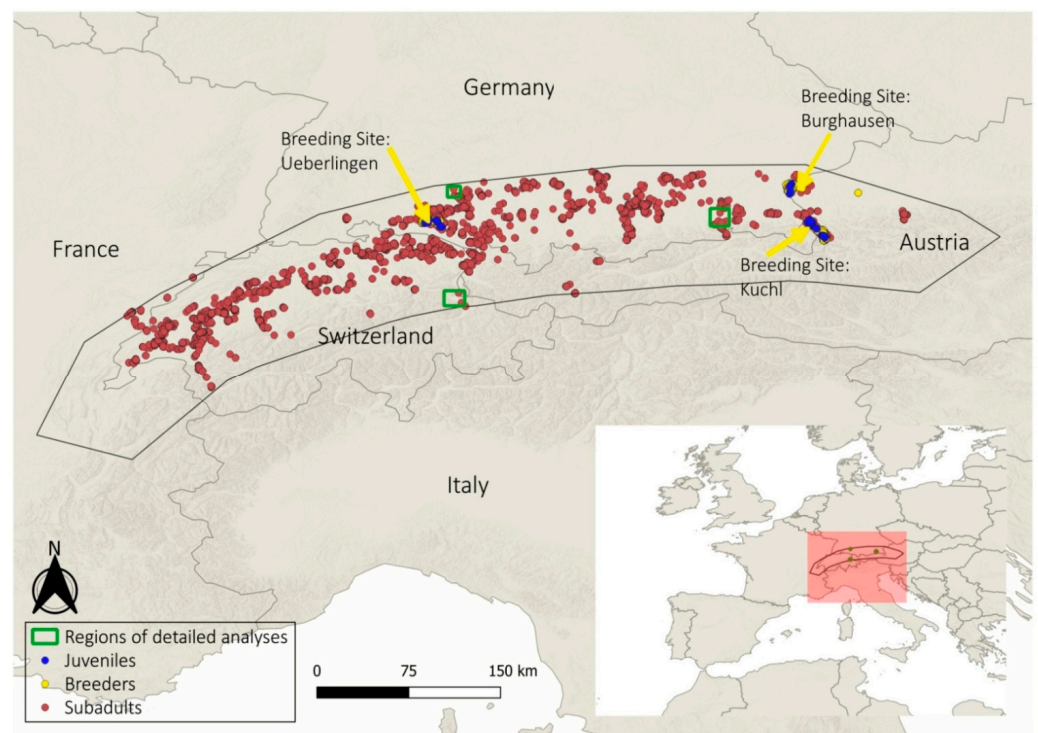 Germany
Breeding Site:
Burghausen
Breeding Site:
Ueberlingen
France
Austria
Breeding Site:
Kuchl
Switzerland
Italy
N
Regions of detailed analyses
Juveniles
Breeders
Subadults
0 75 150 km